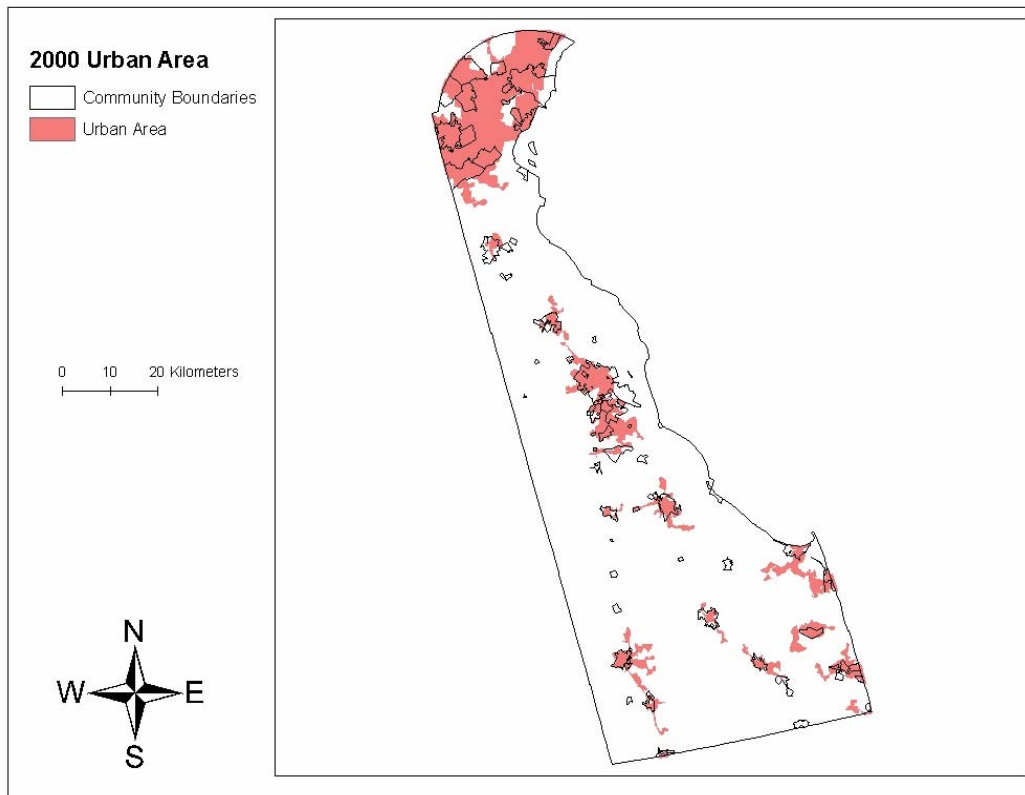 2000 Urban Area
Community Boundaries
Urban Area
0 10 20 Kilometers
N
W E
S